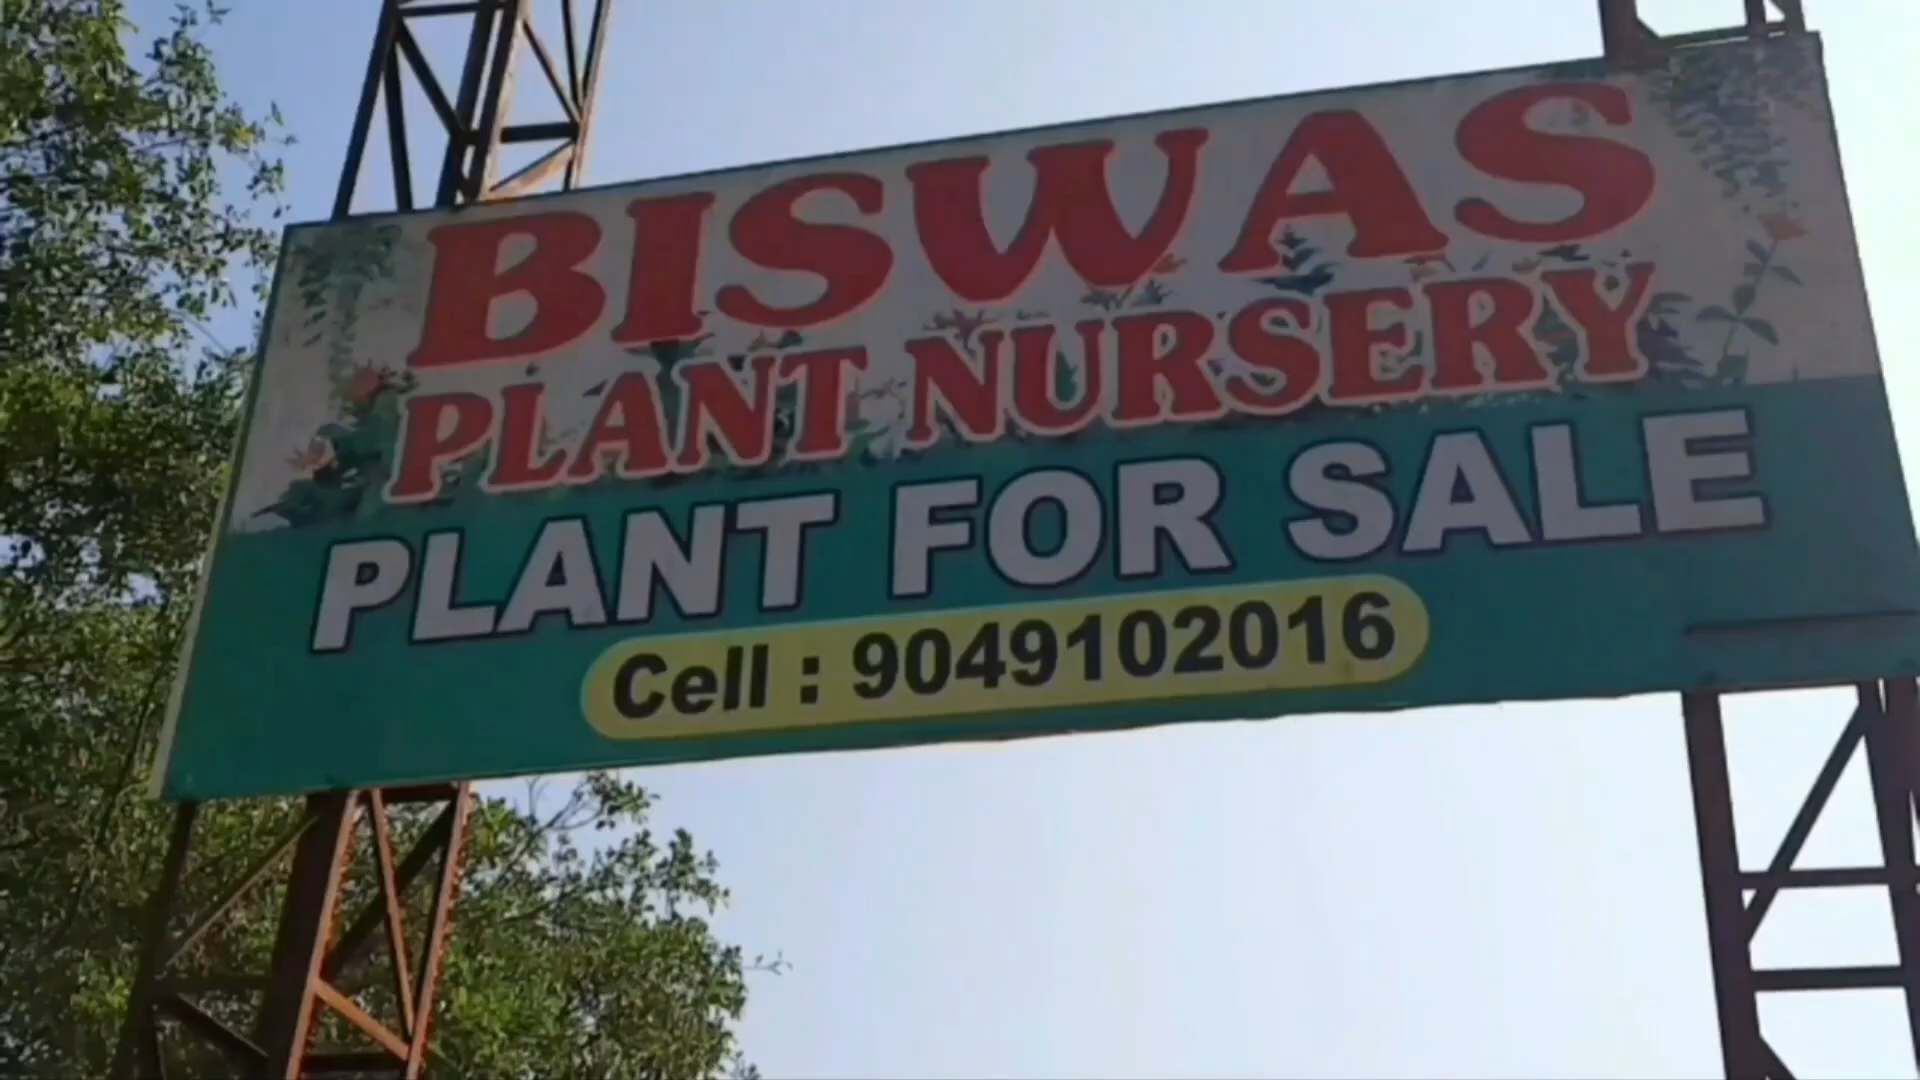 BISWAS
PLANT NURSERY
PLANT FOR SALE
Cell : 9049102016